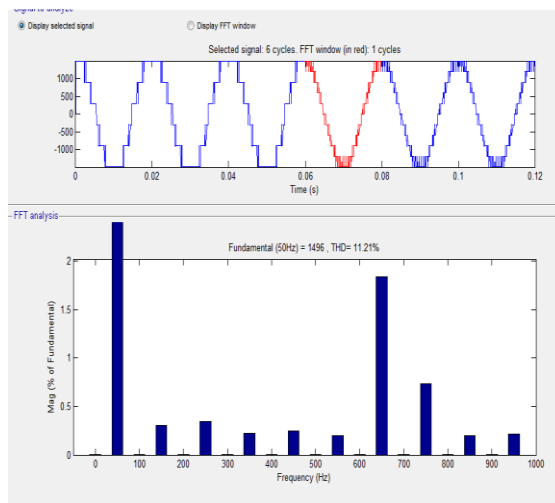 Signal to analyze
Display selected signal Display FFT window
Selected signal: 6 cycles. FFT window (in red): 1 cycles
1000
500
0
-500
-1000
0 0.02 0.04 0.06 0.08 0.1 0.12
Time (s)
FFT analysis
Fundamental (50Hz) = 1496 , THD= 11.21%
2
1.5
1
0.5
0
Mag (% of Fundamental)
0 100 200 300 400 500 600 700 800 900 1000
Frequency (Hz)